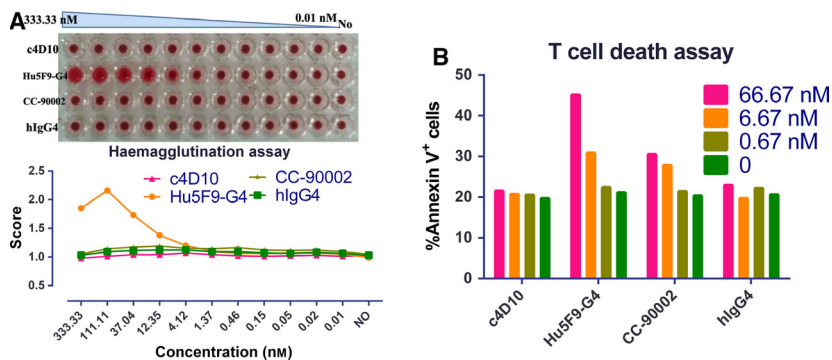 A
333.33 nM
0.01 nM
No
c4D10
Hu5F9-G4
CC-90002
hIgG4
Haemagglutination assay
c4D10
CC-90002
Hu5F9-G4
hIgG4
Score
2.5
2.0
1.5
1.0
0.5
333.33
111.11
37.04
12.35
4.12
1.37
0.46
0.15
0.05
0.02
0.01
NO
Concentration (nM)
B
T cell death assay
%Annexin V+ cells
50
40
30
20
10
0
66.67 nM
6.67 nM
0.67 nM
0
c4D10
Hu5F9-G4
CC-90002
hIgG4